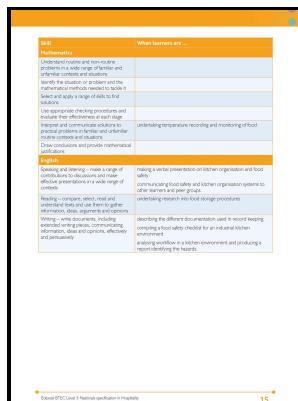 Skill When learners are …
Mathematics
Understand routine and non-routine
problems in a wide range of familiar and
unfamiliar contexts and situations
Identify the situation or problem and the
mathematical methods needed to tackle it
Select and apply a range of skills to find
solutions
Use appropriate checking procedures and
evaluate their effectiveness at each stage
Interpret and communicate solutions to
practical problems in familiar and unfamiliar
routine contexts and situations
undertaking temperature recording and monitoring of food
Draw conclusions and provide mathematical
justifications
English
Speaking and listening – make a range of
contributions to discussions and make
effective presentations in a wide range of
contexts
making a verbal presentation on kitchen organisation and food
safety
communicating food safety and kitchen organisation systems to
other learners and peer groups
Reading – compare, select, read and
understand texts and use them to gather
information, ideas, arguments and opinions
undertaking research into food storage procedures
Writing – write documents, including
extended writing pieces, communicating
information, ideas and opinions, effectively
and persuasively
describing the different documentation used in record keeping
compiling a food safety checklist for an industrial kitchen
environment
analysing workflow in a kitchen environment and producing a
report identifying the hazards.
Edexcel BTEC Level 3 Nationals specification in Hospitality
15